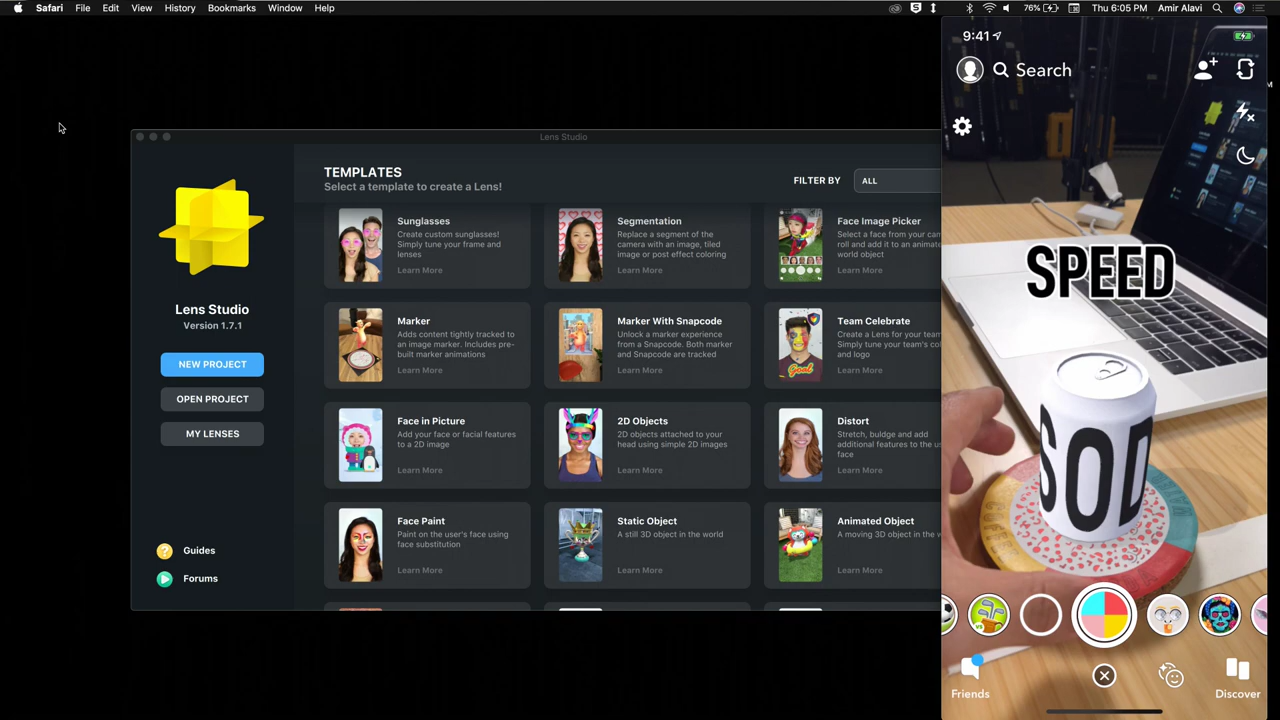 Safari File Edit View History Bookmarks Window Help
76% Thu 6:05 PM Amir Alavi
Lens Studio
Lens Studio
Version 1.7.1
NEW PROJECT
OPEN PROJECT
MY LENSES
Guides
Forums
TEMPLATES
Select a template to create a Lens!
FILTER BY ALL
Sunglasses
Create custom sunglasses!
Simply tune your frame and
lenses
Learn More
Segmentation
Replace a segment of the
camera with an image, tiled
image or post effect coloring
Learn More
Face Image Picker
Select a face from your ca
roll and add it to an animate
world object
Learn More
Marker
Adds content tightly tracked to
an image marker. Includes pre-
built marker animations
Learn More
Marker With Snapcode
Unlock a marker experience
from a Snapcode. Both marker
and Snapcode are tracked
Learn More
Team Celebrate
Create a Lens for your team
Simply tune your team's co
and logo
Learn More
Face in Picture
Add your face or facial features
to a 2D image
Learn More
2D Objects
2D objects attached to your
head using simple 2D images
Learn More
Distort
Stretch, buldge and add
additional features to the us
face
Learn More
Face Paint
Paint on the user's face using
face substitution
Learn More
Static Object
A still 3D object in the world
Learn More
Animated Object
A moving 3D object in the w
Learn More
9:41
Search
SPEED
SOD
Friends
Discover